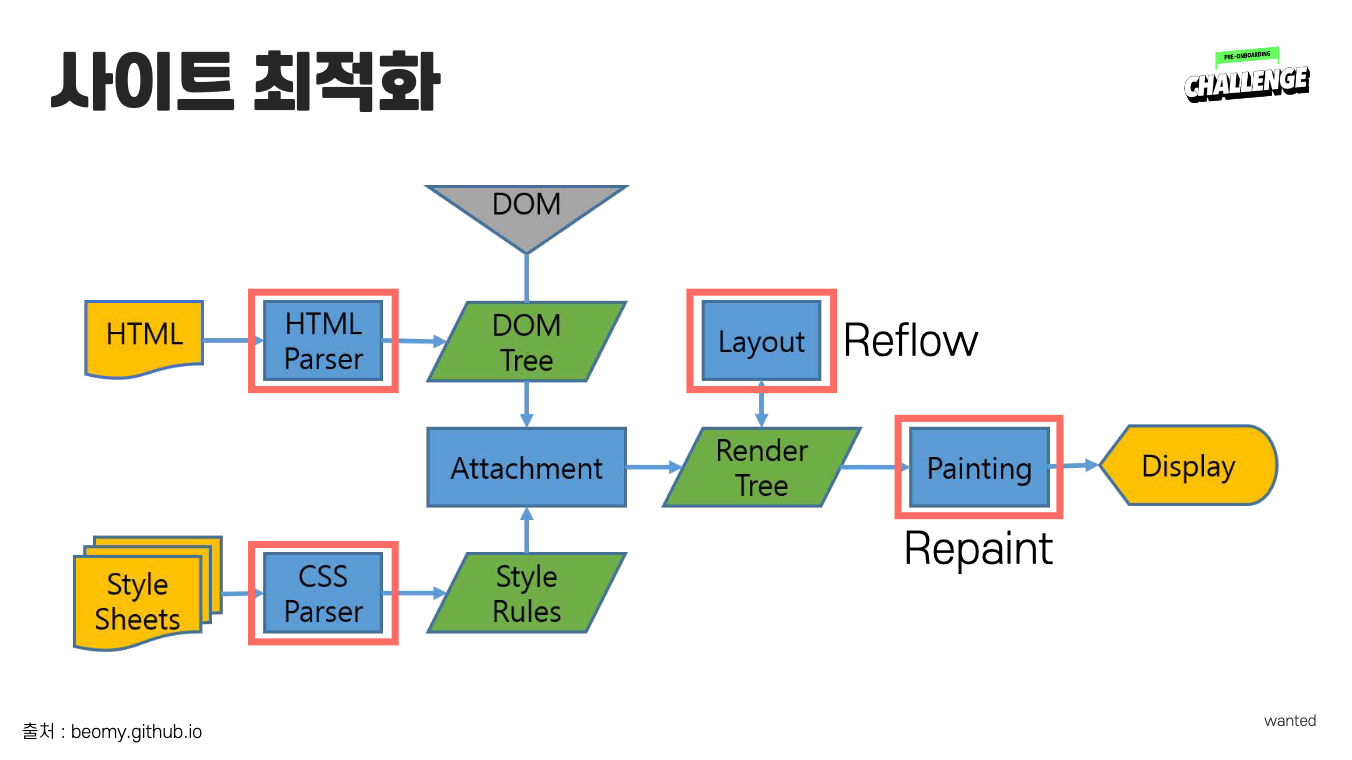 사이트 최적화
PRE-ONBOARDING
CHALLENGE
DOM
HTML
HTML
Parser
DOM
Tree
Layout
Reflow
Attachment
Render
Tree
Painting
Display
Repaint
Style
Sheets
CSS
Parser
Style
Rules
출처 : beomy.github.io
wanted